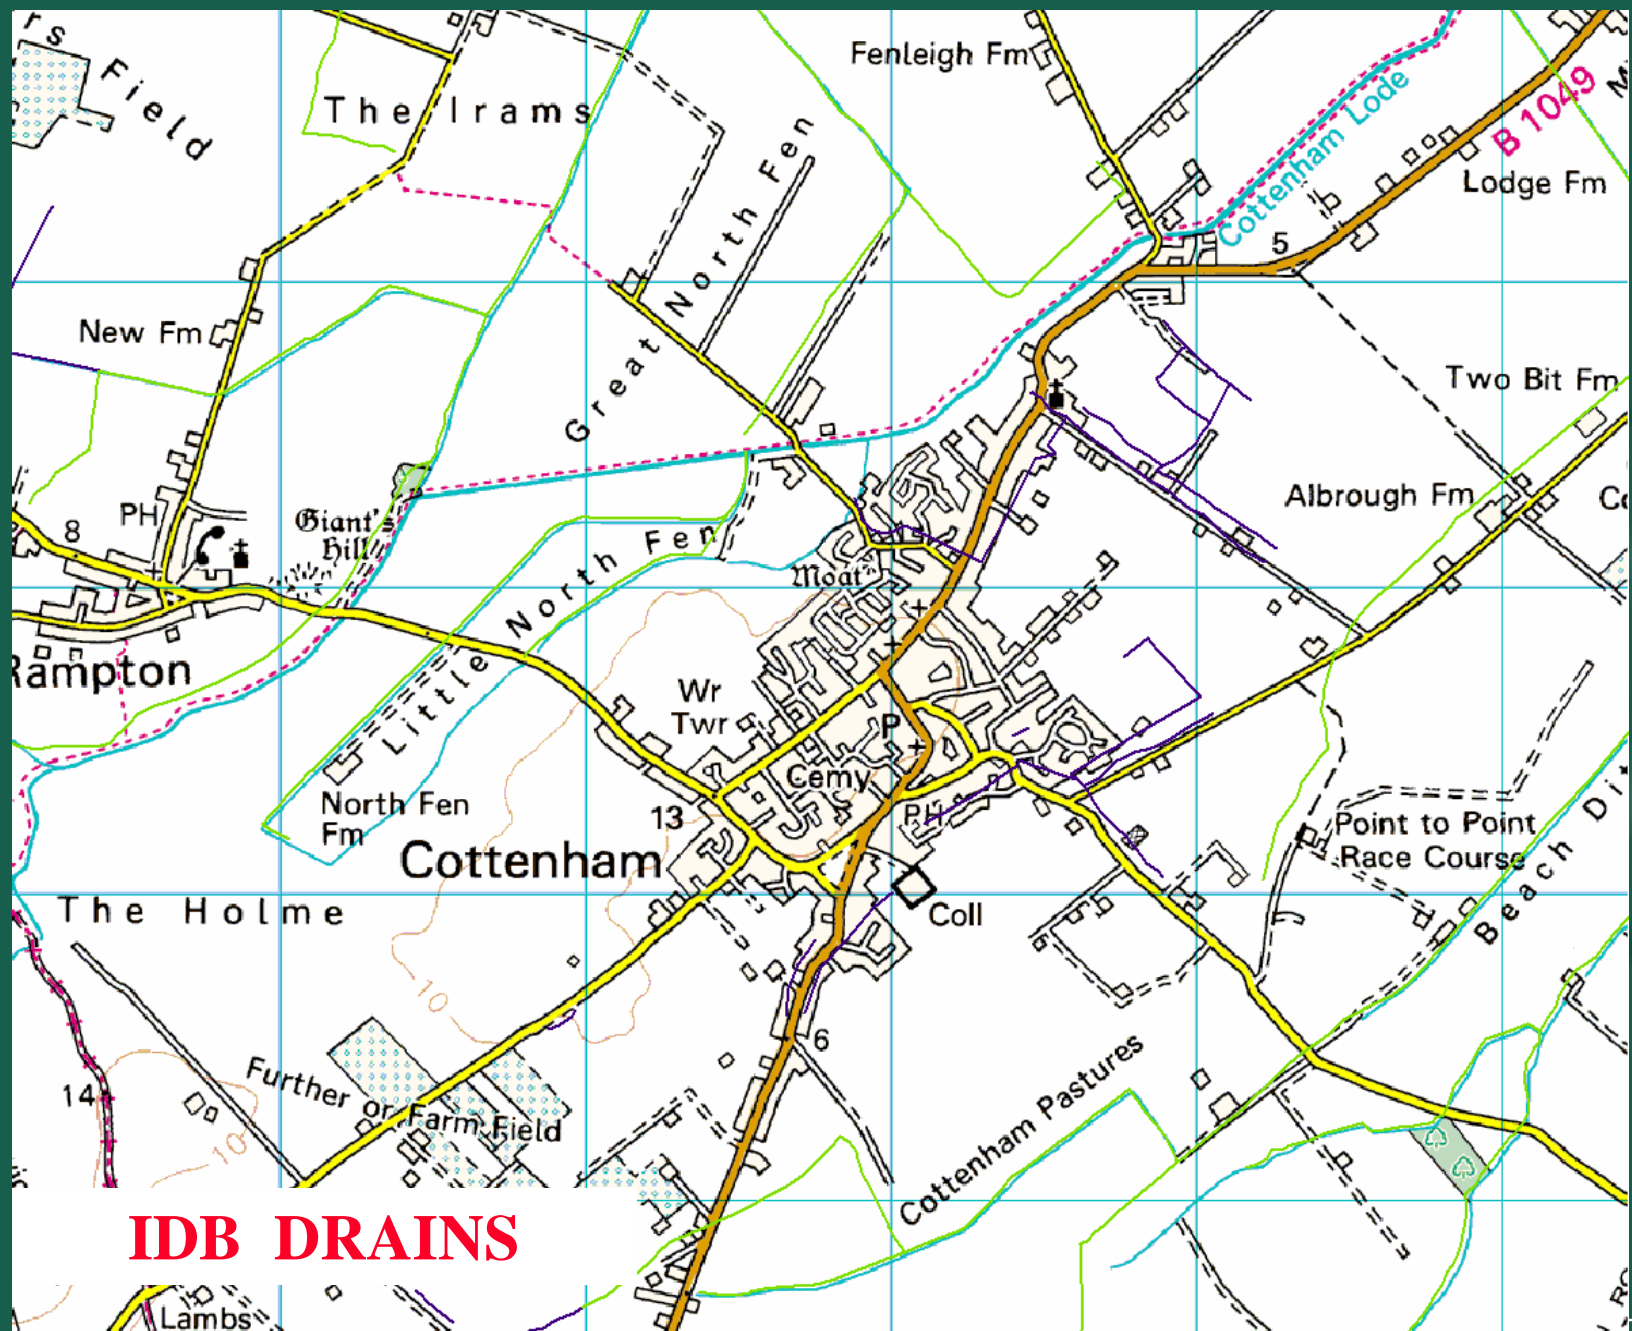 Field
The Irams
Fenleigh Fm
Cottenham Lode
B 1049
Lodge Fm
5
Great North Fen
New Fm
Two Bit Fm
Albrough Fm
PH
8
Giant's
Hill
Little North Fen
Moat
Rampton
Wr
Twr
P
Cemy
PH
13
North Fen
Fm
Cottenham
Point to Point
Race Course
Beach Dit
The Holme
Coll
10
6
14
10
Further or Farm Field
Cottenham Pastures
IDB DRAINS
Lambs